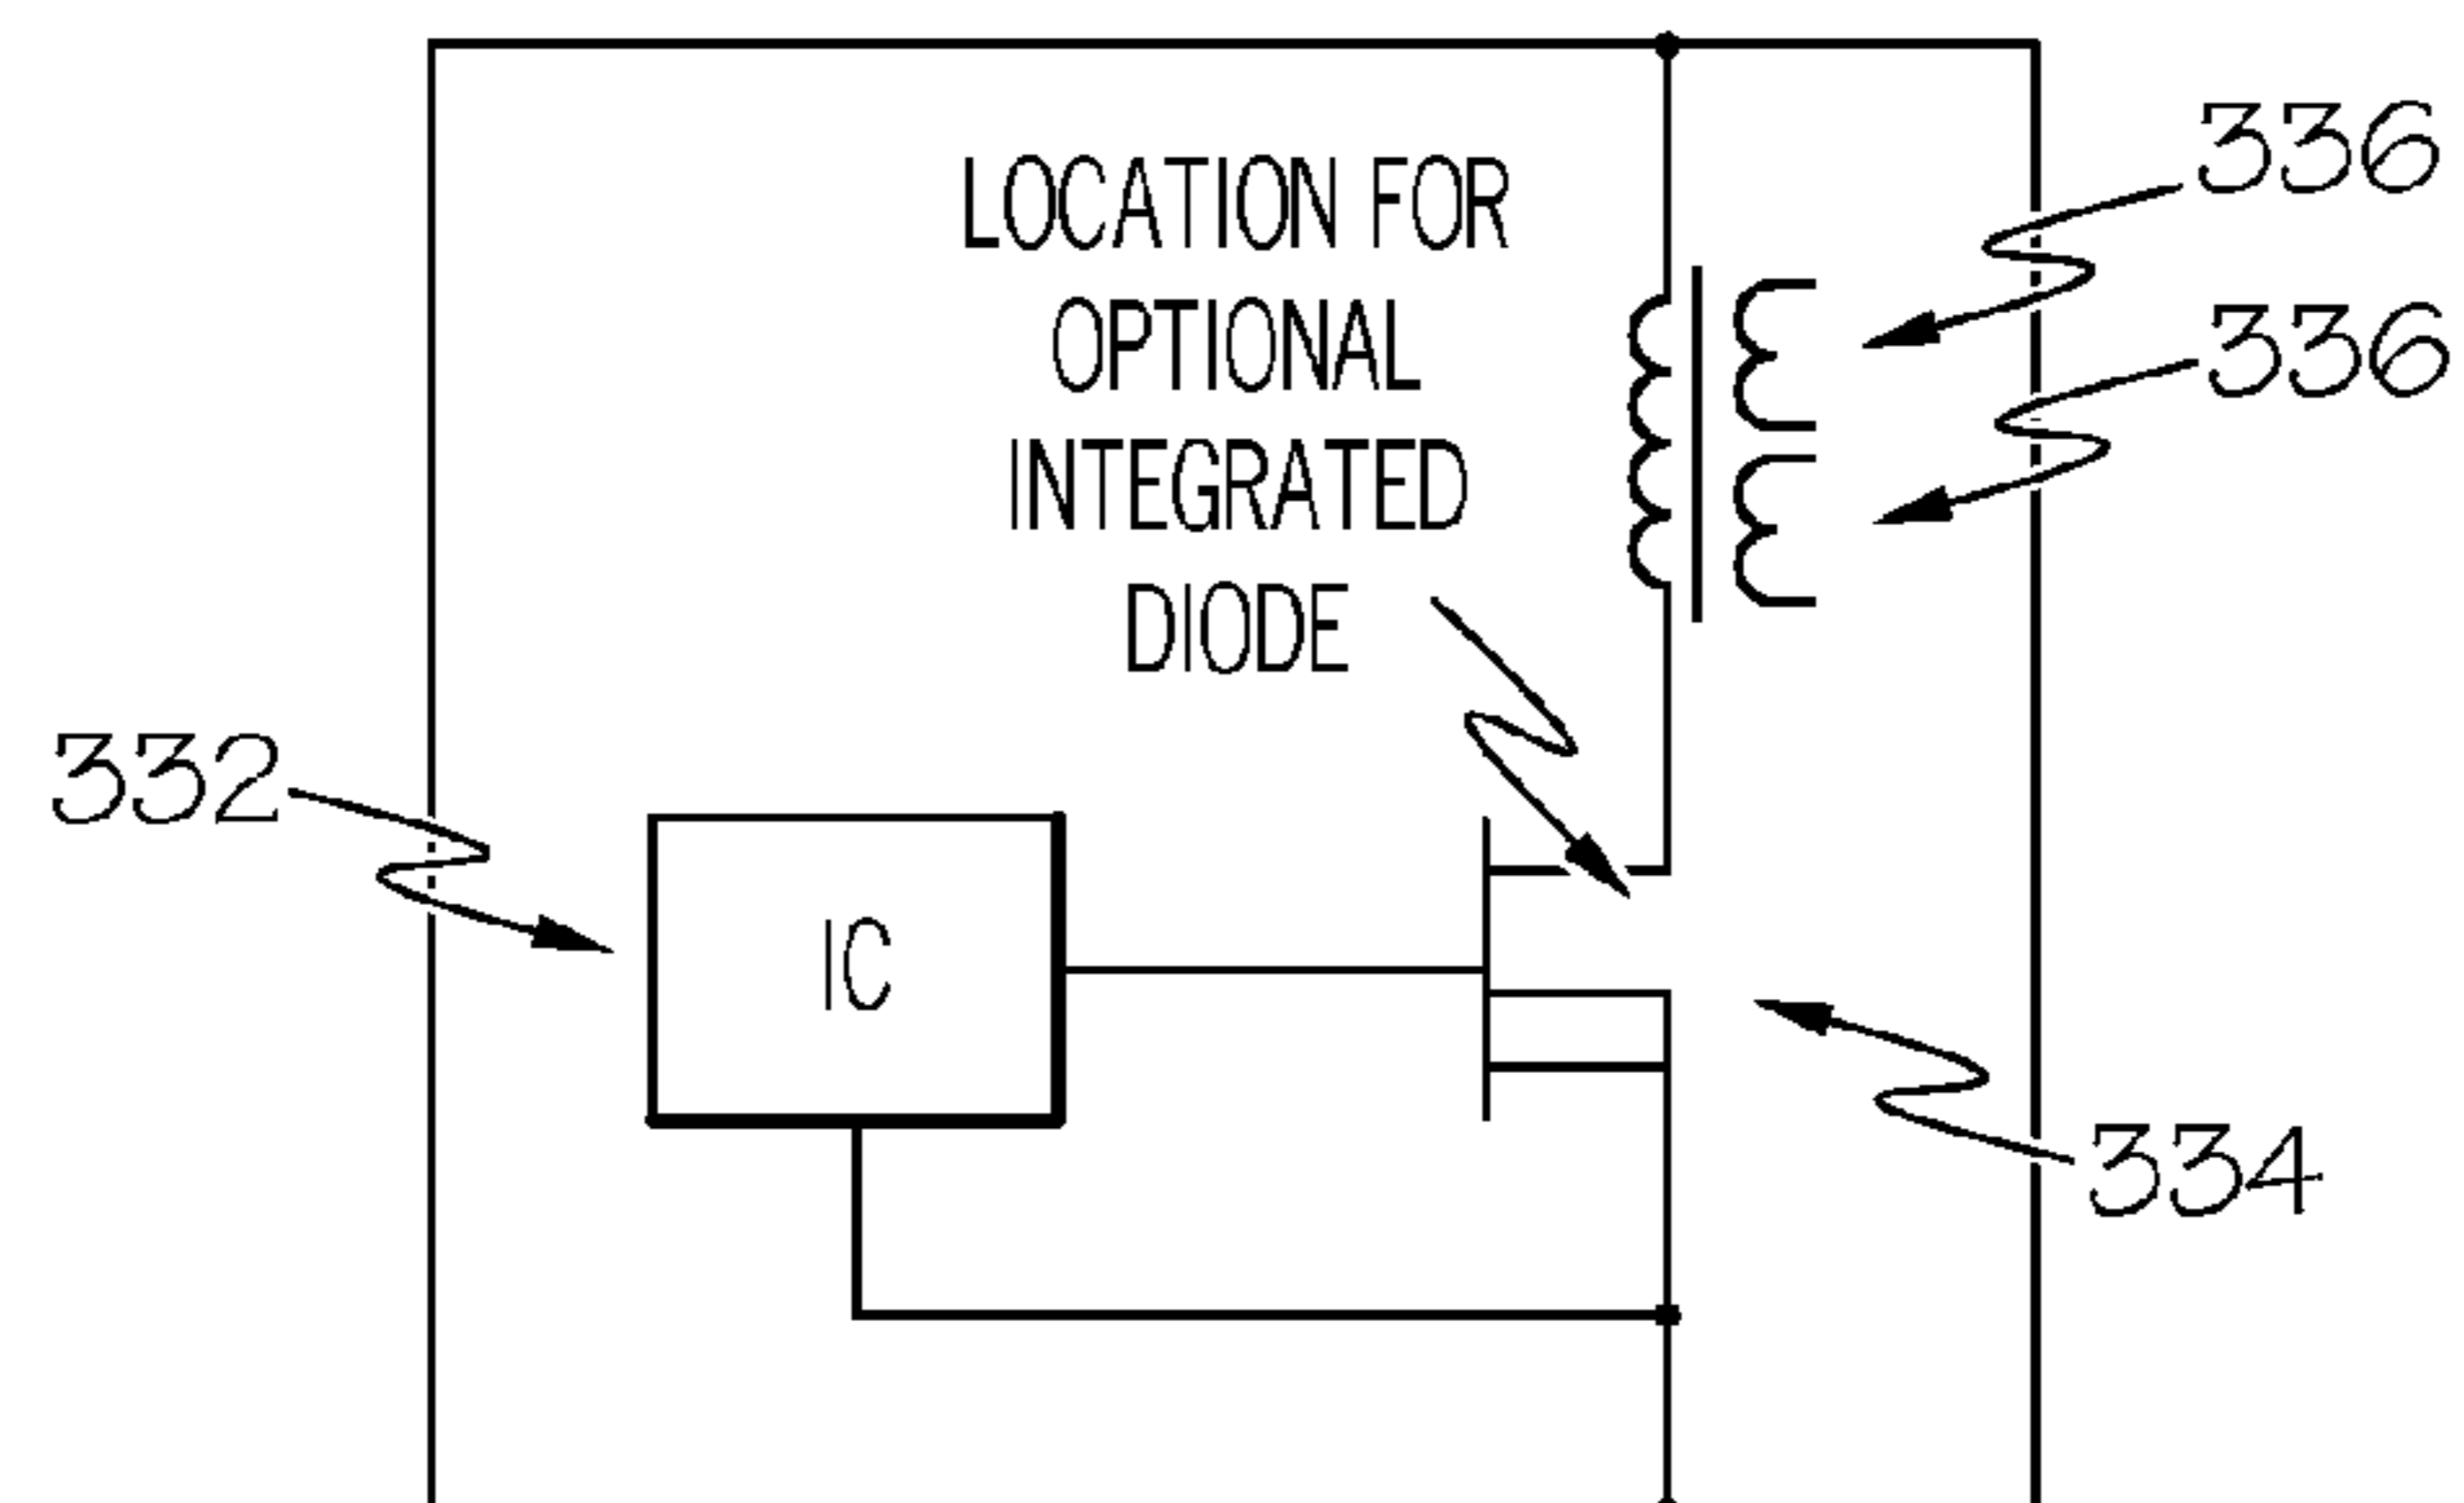 LOCATION FOR
OPTIONAL
INTEGRATED
DIODE
336
336
332
IC
334